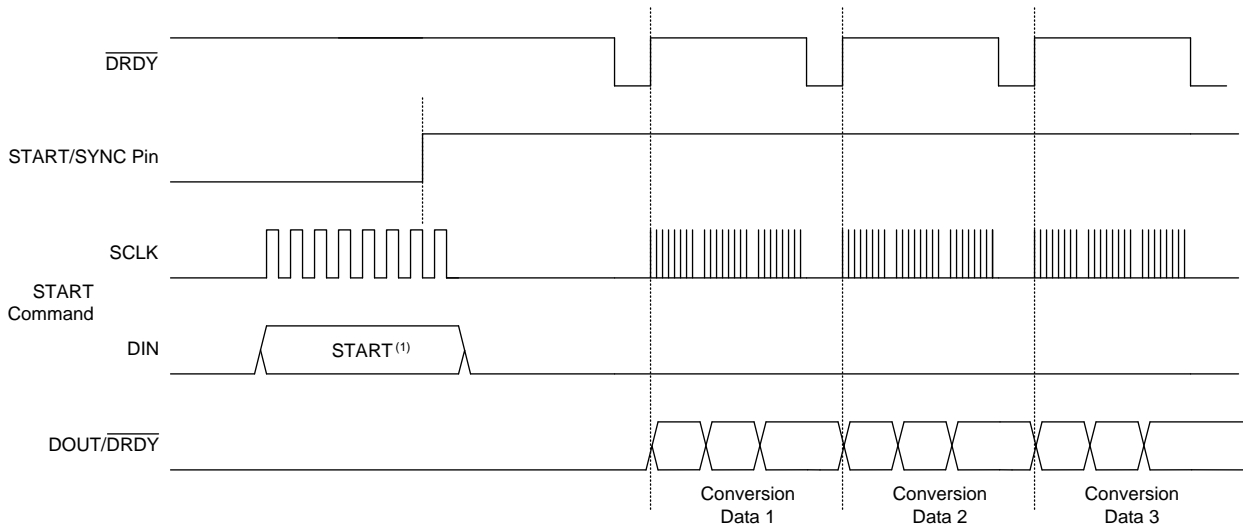 DRDY
START/SYNC Pin
SCLK
START
Command
DIN
START (1)
DOUT/DRDY
Conversion
Data 1
Conversion
Data 2
Conversion
Data 3